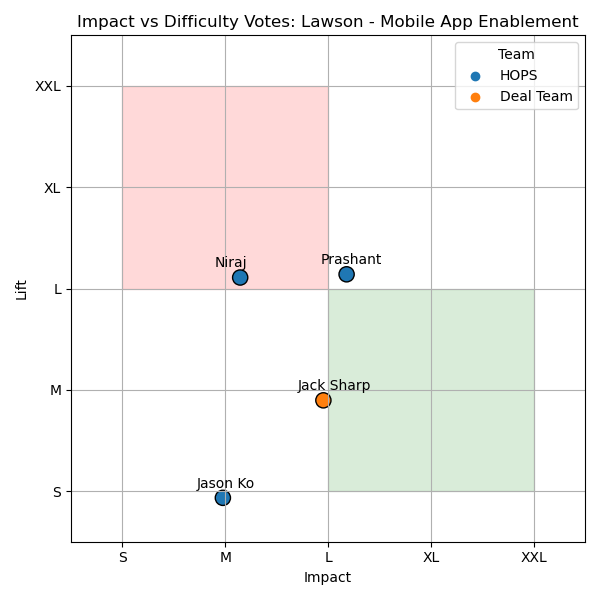 Impact vs Difficulty Votes: Lawson - Mobile App Enablement
Team
HOPS
Deal Team
XXL
XL
L
M
S
Lift
Niraj
Prashant
Jack Sharp
Jason Ko
S
M
L
XL
XXL
Impact